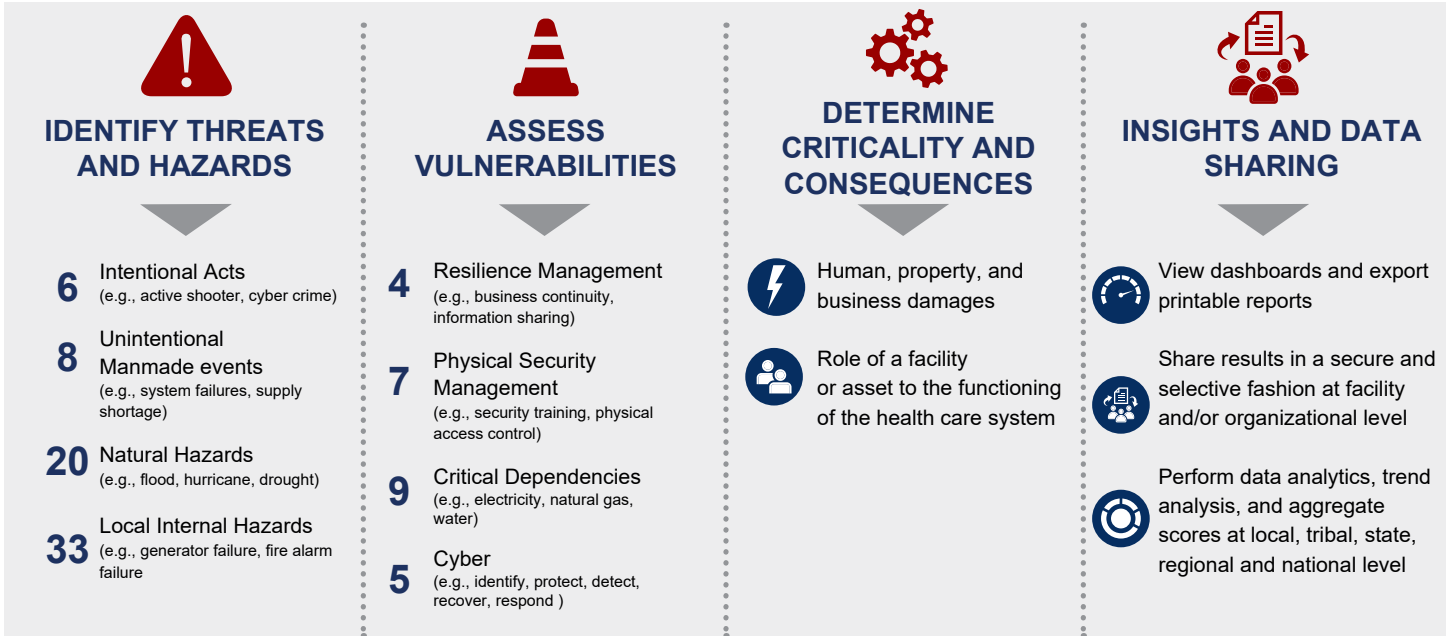 IDENTIFY THREATS
AND HAZARDS
6
Intentional Acts
(e.g., active shooter, cyber crime)
8
Unintentional
Manmade events
(e.g., system failures, supply
shortage)
20
Natural Hazards
(e.g., flood, hurricane, drought)
33
Local Internal Hazards
(e.g., generator failure, fire alarm
failure
ASSESS
VULNERABILITIES
4
Resilience Management
(e.g., business continuity,
information sharing)
7
Physical Security
Management
(e.g., security training, physical
access control)
9
Critical Dependencies
(e.g., electricity, natural gas,
water)
5
Cyber
(e.g., identify, protect, detect,
recover, respond )
DETERMINE
CRITICALITY AND
CONSEQUENCES
Human, property, and
business damages
Role of a facility
or asset to the functioning
of the health care system
INSIGHTS AND DATA
SHARING
View dashboards and export
printable reports
Share results in a secure and
selective fashion at facility
and/or organizational level
Perform data analytics, trend
analysis, and aggregate
scores at local, tribal, state,
regional and national level